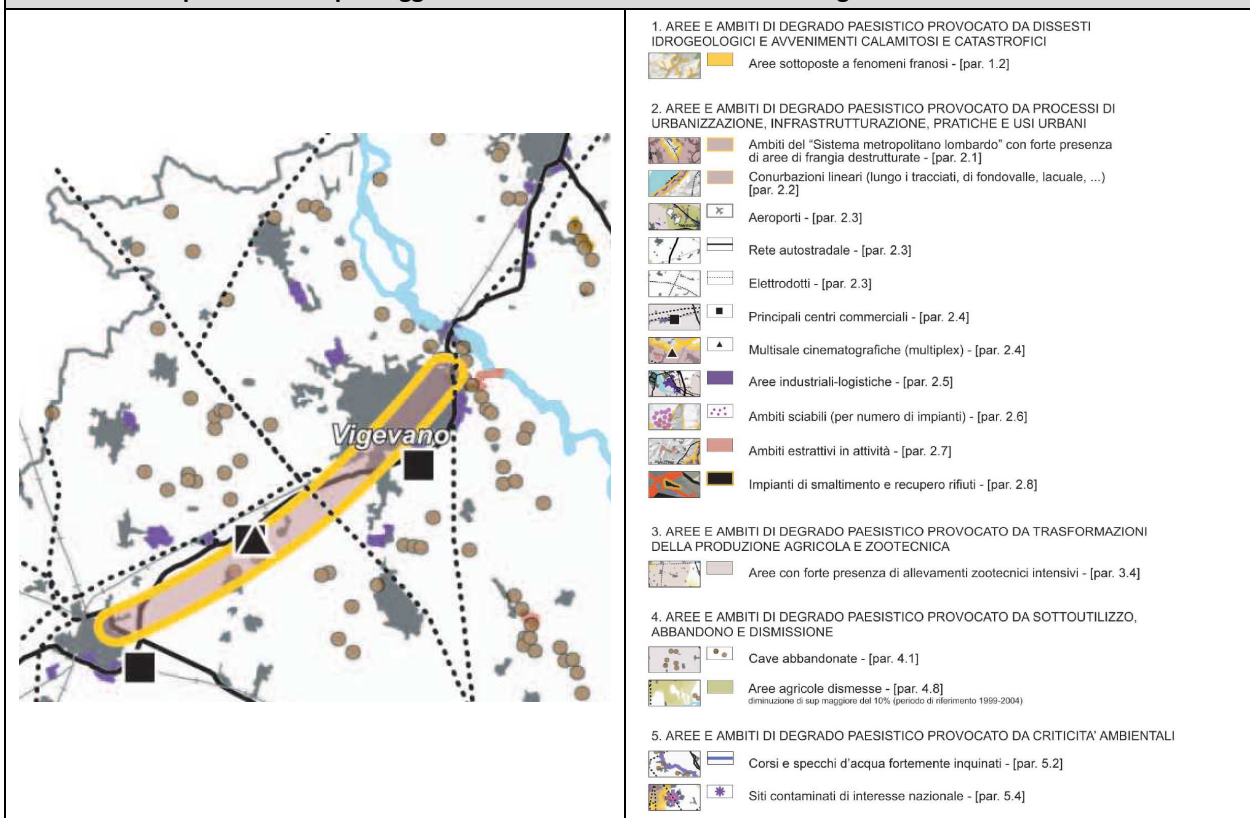 Vigevano
1. AREE E AMBITI DI DEGRADO PAESISTICO PROVOCATO DA DISSESTI
IDROGEOLOGICI E AVVENIMENTI CALAMITOSI E CATASTROFICI
Aree sottoposte a fenomeni franosi - [par. 1.2]
2. AREE E AMBITI DI DEGRADO PAESISTICO PROVOCATO DA PROCESSI DI
URBANIZZAZIONE, INFRASTRUTTURAZIONE, PRATICHE E USI URBANI
Ambiti del "Sistema metropolitano lombardo" con forte presenza
di aree di frangia destrutturate - [par. 2.1]
Conurbazioni lineari (lungo i tracciati, di fondovalle, lacuale, ...)
[par. 2.2]
Aeroporti - [par. 2.3]
Rete autostradale - [par. 2.3]
Elettrodotti - [par. 2.3]
Principali centri commerciali - [par. 2.4]
Multisale cinematografiche (multiplex) - [par. 2.4]
Aree industriali-logistiche - [par. 2.5]
Ambiti sciabili (per numero di impianti) - [par. 2.6]
Ambiti estrattivi in attività - [par. 2.7]
Impianti di smaltimento e recupero rifiuti - [par. 2.8]
3. AREE E AMBITI DI DEGRADO PAESISTICO PROVOCATO DA TRASFORMAZIONI
DELLA PRODUZIONE AGRICOLA E ZOOTECNICA
Aree con forte presenza di allevamenti zootecnici intensivi - [par. 3.4]
4. AREE E AMBITI DI DEGRADO PAESISTICO PROVOCATO DA SOTTOUTILIZZO,
ABBANDONO E DISMISSIONE
Cave abbandonate - [par. 4.1]
Aree agricole dismesse - [par. 4.8]
diminuzione di sup maggiore del 10% (periodo di riferimento 1999-2004)
5. AREE E AMBITI DI DEGRADO PAESISTICO PROVOCATO DA CRITICITA' AMBIENTALI
Corsi e specchi d'acqua fortemente inquinati - [par. 5.2]
Siti contaminati di interesse nazionale - [par. 5.4]